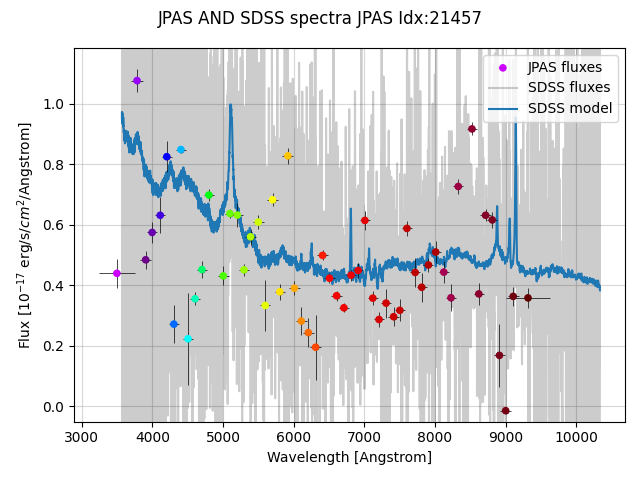 JPAS AND SDSS spectra JPAS Idx:21457
JPAS fluxes
SDSS fluxes
SDSS model
1.0
0.8
0.6
0.4
0.2
0.0
Flux [10⁻¹⁷ erg/s/cm²/Angstrom]
3000 4000 5000 6000 7000 8000 9000 10000
Wavelength [Angstrom]